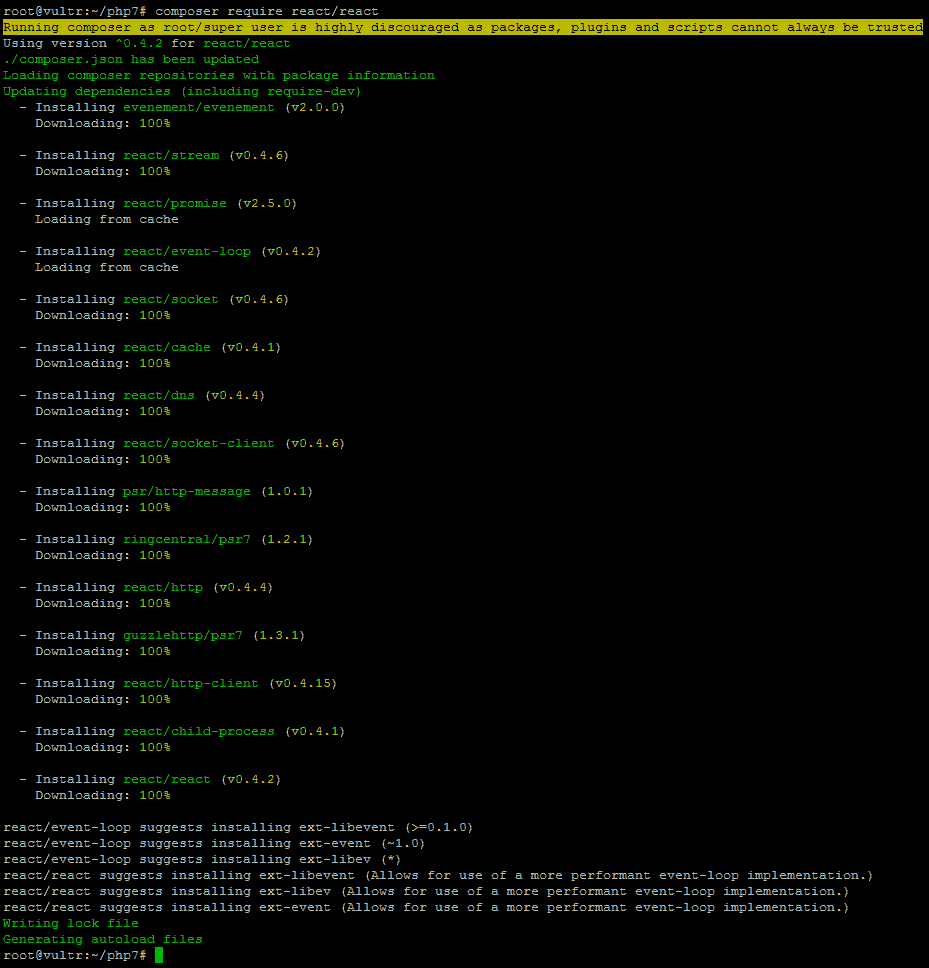 root@vultr:~/php7# composer require react/react
Running composer as root/super user is highly discouraged as packages, plugins and scripts cannot always be trusted
Using version ^0.4.2 for react/react
./composer.json has been updated
Loading composer repositories with package information
Updating dependencies (including require-dev)
  - Installing evenement/evenement (v2.0.0)
    Downloading: 100%

  - Installing react/stream (v0.4.6)
    Downloading: 100%

  - Installing react/promise (v2.5.0)
    Loading from cache

  - Installing react/event-loop (v0.4.2)
    Loading from cache

  - Installing react/socket (v0.4.6)
    Downloading: 100%

  - Installing react/cache (v0.4.1)
    Downloading: 100%

  - Installing react/dns (v0.4.4)
    Downloading: 100%

  - Installing react/socket-client (v0.4.6)
    Downloading: 100%

  - Installing psr/http-message (1.0.1)
    Downloading: 100%

  - Installing ringcentral/psr7 (1.2.1)
    Downloading: 100%

  - Installing react/http (v0.4.4)
    Downloading: 100%

  - Installing guzzlehttp/psr7 (1.3.1)
    Downloading: 100%

  - Installing react/http-client (v0.4.15)
    Downloading: 100%

  - Installing react/child-process (v0.4.1)
    Downloading: 100%

  - Installing react/react (v0.4.2)
    Downloading: 100%

react/event-loop suggests installing ext-libevent (>=0.1.0)
react/event-loop suggests installing ext-event (~1.0)
react/event-loop suggests installing ext-libev (*)
react/react suggests installing ext-libevent (Allows for use of a more performant event-loop implementation.)
react/react suggests installing ext-libev (Allows for use of a more performant event-loop implementation.)
react/react suggests installing ext-event (Allows for use of a more performant event-loop implementation.)
Writing lock file
Generating autoload files
root@vultr:~/php7#